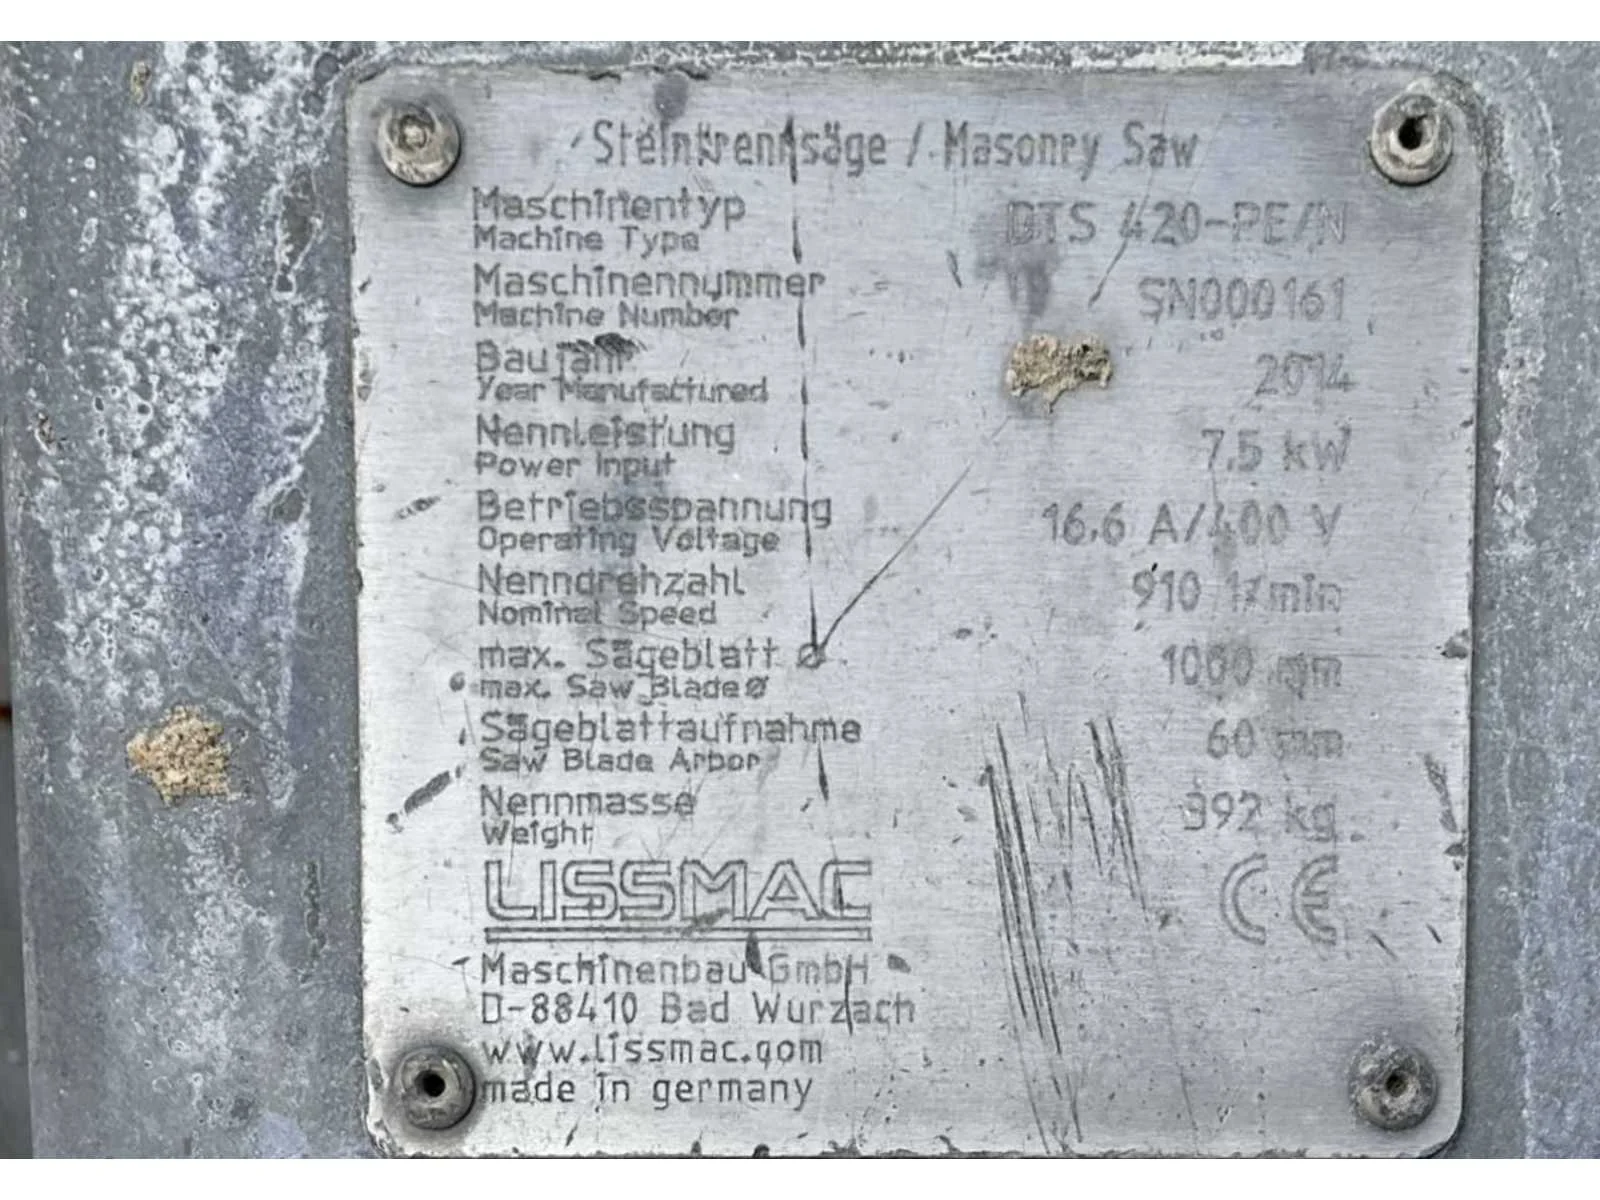 Steintrennsäge / Masonry Saw
Maschinentyp DTS 420-PE/N
Machine Type
Maschinennummer SN000161
Machine Number
Baujahr 2014
Year Manufactured
Nennleistung 7.5 kW
Power Input
Betriebsspannung 16.6 A/400 V
Operating Voltage
Nenndrehzahl 910 1/min
Nominal Speed
max. Sägeblatt Ø 1000 mm
max. Saw Blade Ø
Sägeblattaufnahme 60 mm
Saw Blade Arbor
Nennmasse 392 kg
Weight
LISSMAC CE
Maschinenbau GmbH
D-88410 Bad Wurzach
www.lissmac.com
made in germany